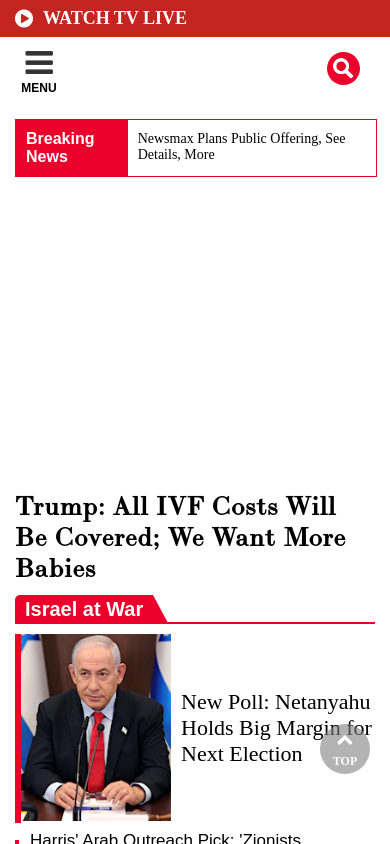 WATCH TV LIVE
MENU
Breaking
News
Newsmax Plans Public Offering, See
Details, More
Trump: All IVF Costs Will
Be Covered; We Want More
Babies
Israel at War
New Poll: Netanyahu
Holds Big Margin for
Next Election
TOP
Harris' Arab Outreach Pick: 'Zionists